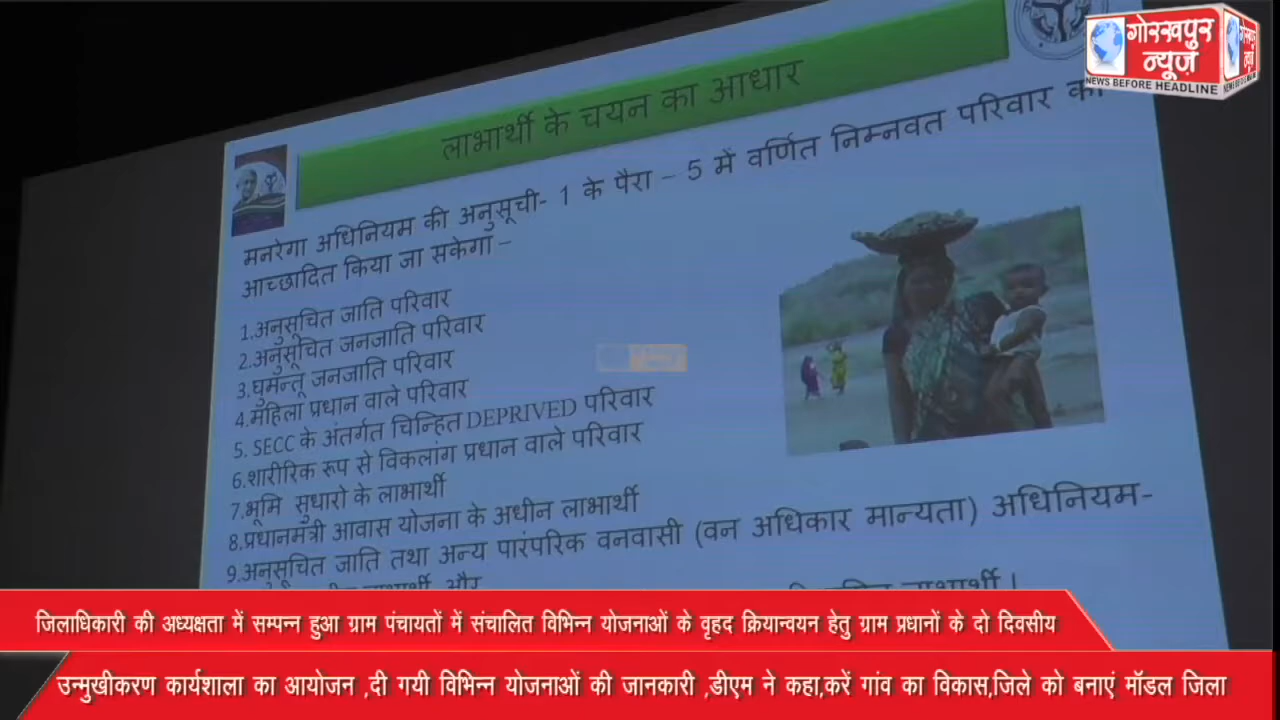 गोरखपुर
न्यूज़
NEWS BEFORE HEADLINE
लाभार्थी के चयन का आधार
मनरेगा अधिनियम की अनुसूची- 1 के पैरा – 5 में वर्णित निम्नवत परिवार को
आच्छादित किया जा सकेगा –
1.अनुसूचित जाति परिवार
2.अनुसूचित जनजाति परिवार
3.घुमन्तू जनजाति परिवार
4.महिला प्रधान वाले परिवार
5. SECC के अंतर्गत चिन्हित DEPRIVED परिवार
6.शारीरिक रूप से विकलांग प्रधान वाले परिवार
7.भूमि सुधारो के लाभार्थी
8.प्रधानमंत्री आवास योजना के अधीन लाभार्थी
9.अनुसूचित जाति तथा अन्य पारंपरिक वनवासी (वन अधिकार मान्यता) अधिनियम-
लाभार्थी और
लाभार्थी ।
जिलाधिकारी की अध्यक्षता में सम्पन्न हुआ ग्राम पंचायतों में संचालित विभिन्न योजनाओं के वृहद क्रियान्वयन हेतु ग्राम प्रधानों के दो दिवसीय
उन्मुखीकरण कार्यशाला का आयोजन ,दी गयी विभिन्न योजनाओं की जानकारी ,डीएम ने कहा,करें गांव का विकास,जिले को बनाएं मॉडल जिला